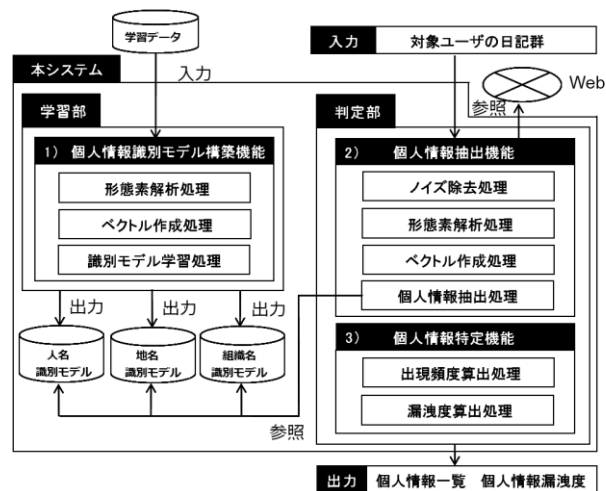 学習データ
入力 対象ユーザの日記群
本システム
入力
Web
参照
学習部
1) 個人情報識別モデル構築機能
形態素解析処理
ベクトル作成処理
識別モデル学習処理
出力 出力 出力
人名
識別モデル
地名
識別モデル
組織名
識別モデル
参照
判定部
2) 個人情報抽出機能
ノイズ除去処理
形態素解析処理
ベクトル作成処理
個人情報抽出処理
3) 個人情報特定機能
出現頻度算出処理
漏洩度算出処理
出力 個人情報一覧 個人情報漏洩度